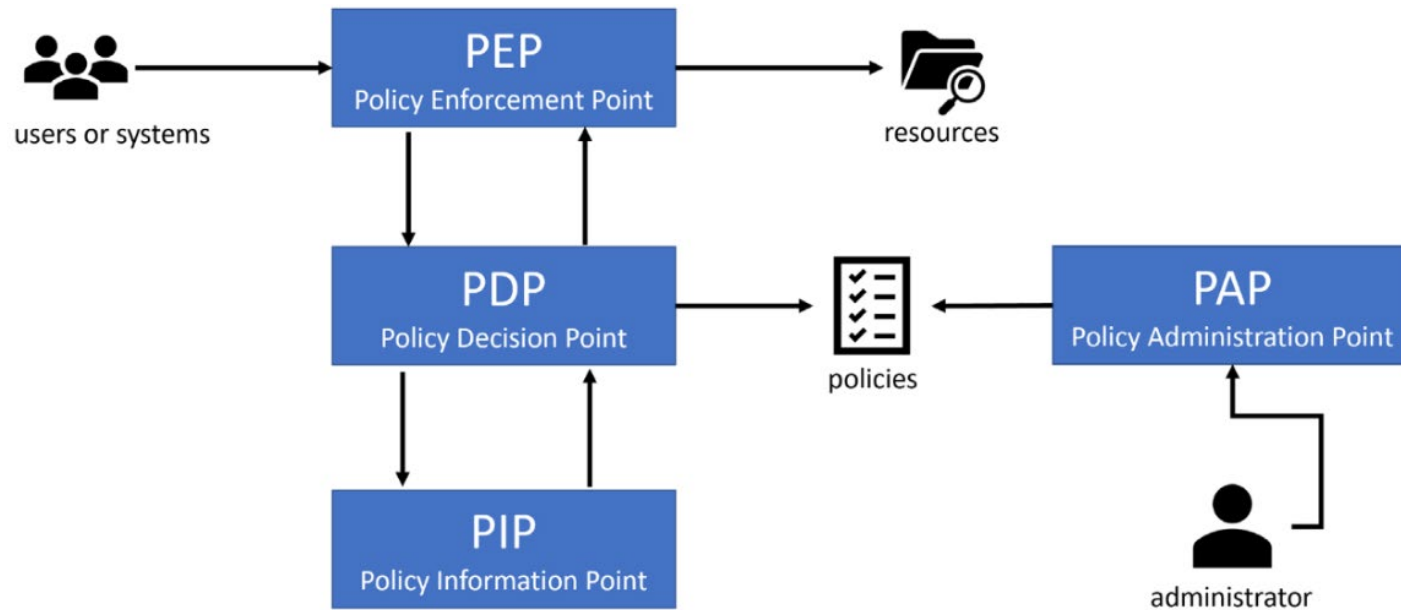 PEP
Policy Enforcement Point
users or systems
resources
PDP
Policy Decision Point
policies
PAP
Policy Administration Point
PIP
Policy Information Point
administrator